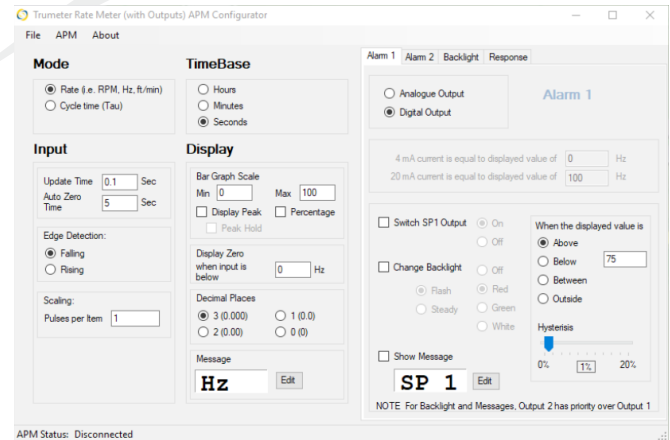 Trumeter Rate Meter (with Outputs) APM Configurator
File APM About
Mode
Rate (i.e. RPM, Hz, ft/min)
Cycle time (Tau)
TimeBase
Hours
Minutes
Seconds
Input
Update Time 0.1 Sec
Auto Zero Time 5 Sec
Edge Detection:
Falling
Rising
Scaling:
Pulses per Item 1
Display
Bar Graph Scale
Min 0 Max 100
Display Peak Percentage
Peak Hold
Display Zero
when input is
below 0 Hz
Decimal Places
3 (0.000) 1 (0.0)
2 (0.00) 0 (0)
Message
Hz Edit
Alarm 1 Alarm 2 Backlight Response
Analogue Output
Digital Output
Alarm 1
4 mA current is equal to displayed value of 0 Hz
20 mA current is equal to displayed value of 100 Hz
Switch SP1 Output On
Off
Change Backlight Off
Flash Red
Steady Green
White
Show Message
SP 1 Edit
When the displayed value is
Above
Below 75
Between
Outside
Hysterisis
0% 1% 20%
NOTE For Backlight and Messages, Output 2 has priority over Output 1
APM Status: Disconnected